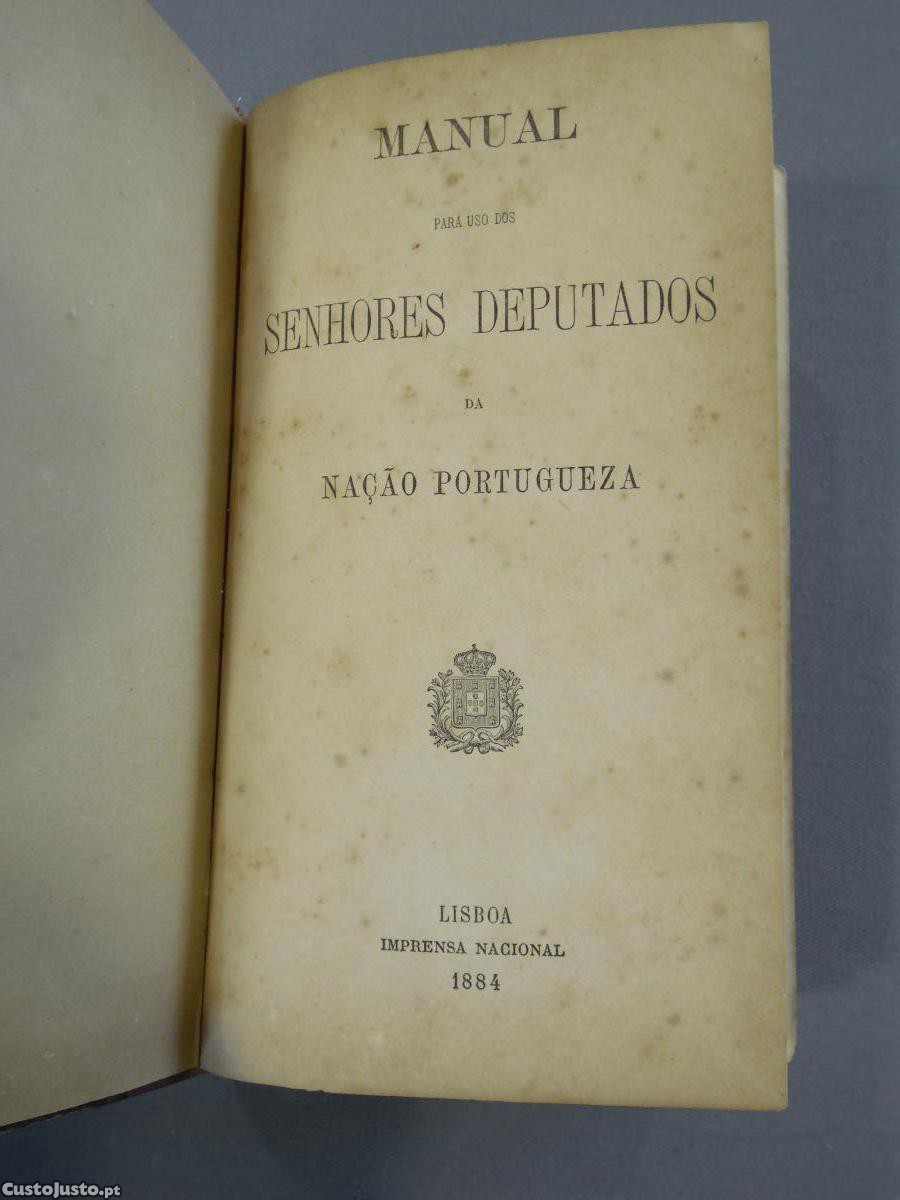 MANUAL
PARA USO DOS
SENHORES DEPUTADOS
DA
NAÇÃO PORTUGUEZA
LISBOA
IMPRENSA NACIONAL
1884
CustoJusto.pt